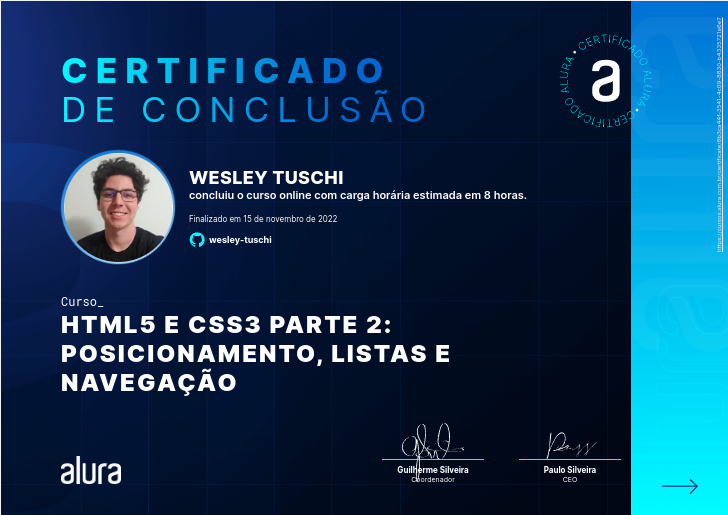 CERTIFICADO
DE CONCLUSÃO
CERTIFICADO ALURA • CERTIFICADO ALURA •
a
WESLEY TUSCHI
concluiu o curso online com carga horária estimada em 8 horas.
Finalizado em 15 de novembro de 2022
wesley-tuschi
Curso_
HTML5 E CSS3 PARTE 2:
POSICIONAMENTO, LISTAS E
NAVEGAÇÃO
alura
Guilherme Silveira
Coordenador
Paulo Silveira
CEO